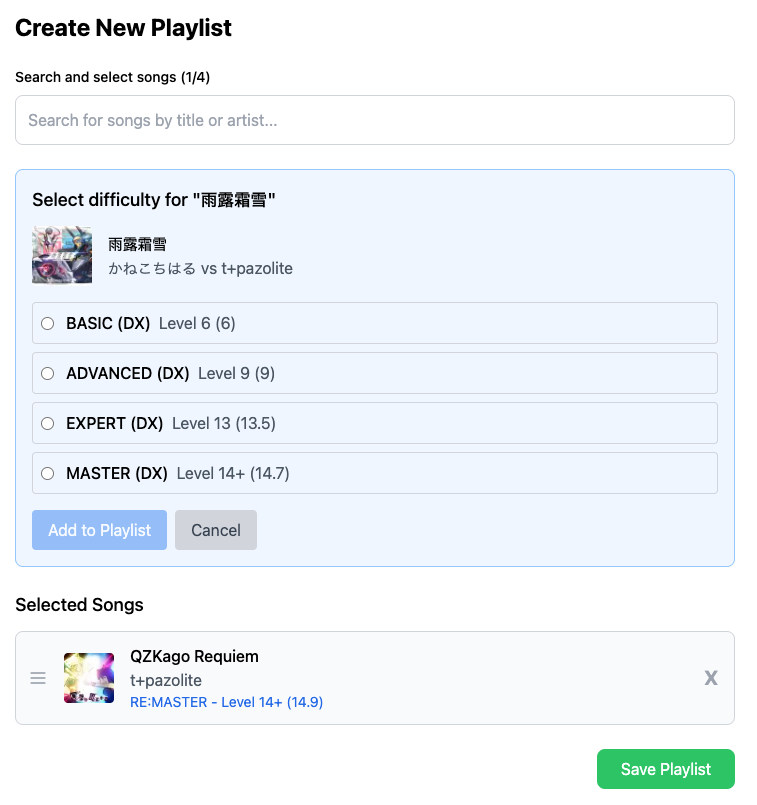 Create New Playlist
Search and select songs (1/4)
Search for songs by title or artist...
Select difficulty for "雨露霜雪"
雨露霜雪
かねこちはる vs t+pazolite
BASIC (DX) Level 6 (6)
ADVANCED (DX) Level 9 (9)
EXPERT (DX) Level 13 (13.5)
MASTER (DX) Level 14+ (14.7)
Add to Playlist Cancel
Selected Songs
QZKago Requiem
t+pazolite
X
RE:MASTER - Level 14+ (14.9)
Save Playlist